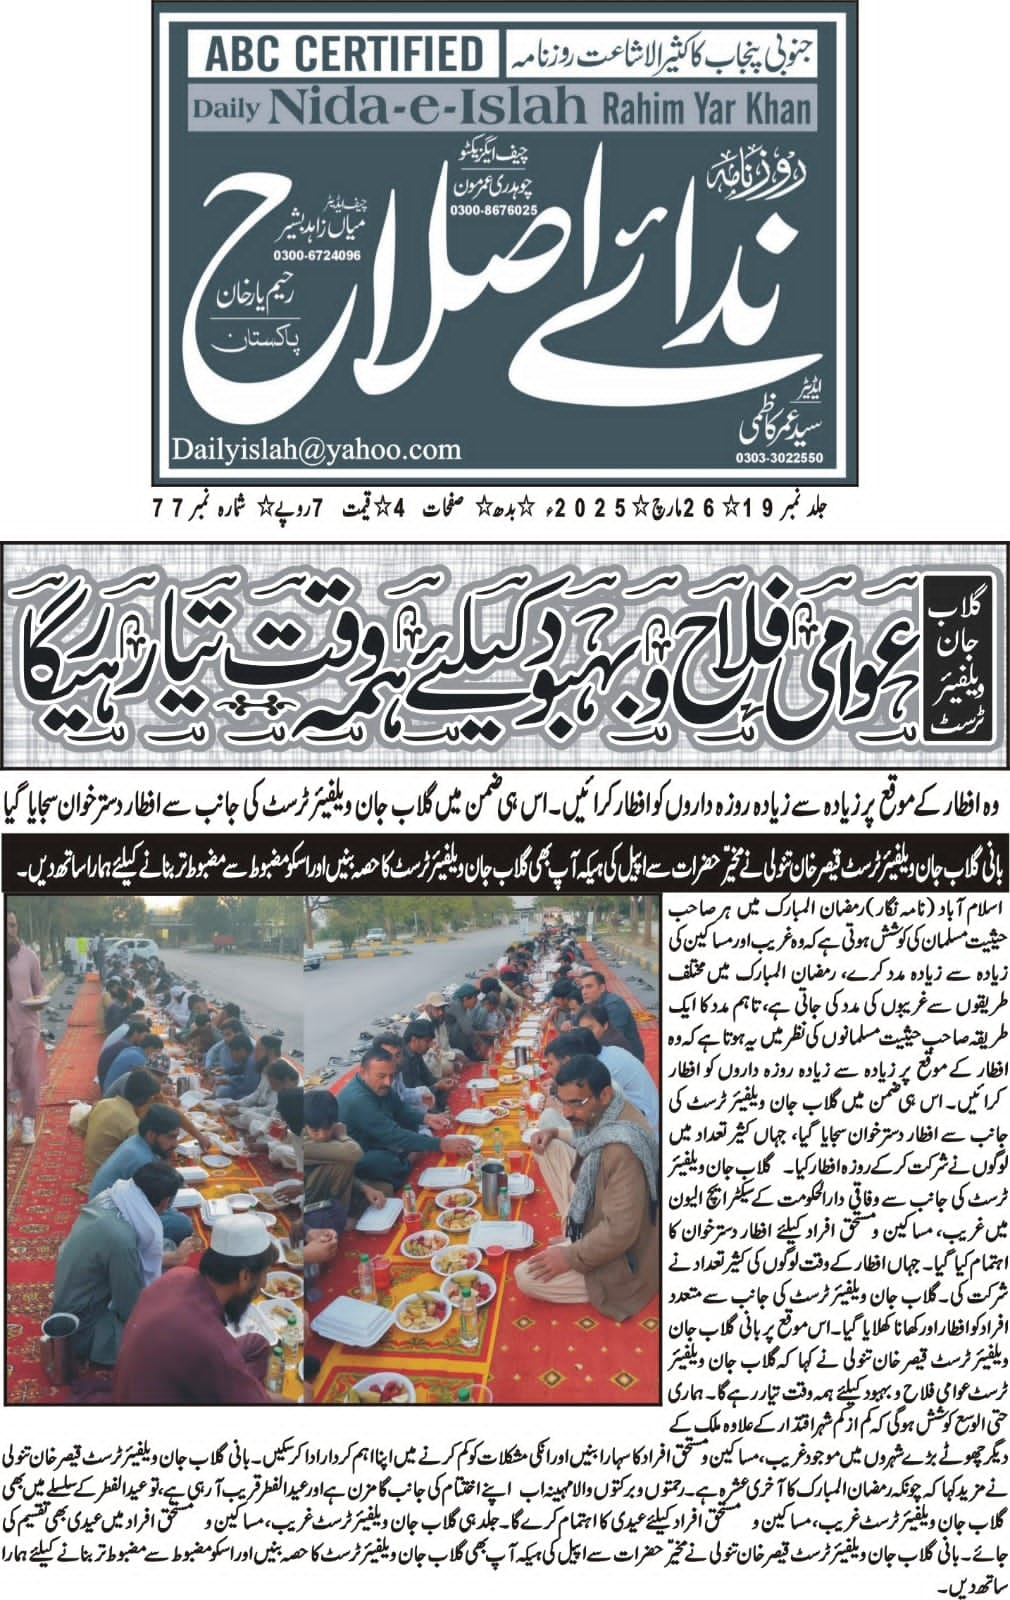 ABC CERTIFIED
جنوبی پنجاب کا کثیر الاشاعت روزنامہ
Daily Nida-e-Islah Rahim Yar Khan
روزنامہ
ندائے اصلاح
چیف ایگزیکٹو
چوہدری عمر مون
0300-8676025
چیف ایڈیٹر
میاں زاہد بشیر
0300-6724096
رحیم یار خان
پاکستان
ایڈیٹر
سید عمر کاظمی
0303-3022550
Dailyislah@yahoo.com
جلد نمبر 19☆26 مارچ☆2025ء☆بدھ☆ صفحات 4☆ قیمت 7 روپے☆ شمارہ نمبر 77
گلاب
جان
ویلفیئر
ٹرسٹ
عوامی فلاح و بہبود کیلئے ہمہ وقت تیار رہیگا
وہ افطار کے موقع پر زیادہ سے زیادہ روزہ داروں کو افطار کرائیں۔ اس ہی ضمن میں گلاب جان ویلفیئر ٹرسٹ کی جانب سے افطار دستر خوان سجایا گیا
بانی گلاب جان ویلفیئر ٹرسٹ قیصر خان تنولی نے مخیر حضرات سے اپیل کی ہیکہ آپ بھی گلاب جان ویلفیئر ٹرسٹ کا حصہ بنیں اور اسکو مضبوط سے مضبوط تر بنانے کیلئے ہمارا ساتھ دیں۔
اسلام آباد (نامہ نگار) رمضان المبارک میں ہر صاحب
حیثیت مسلمان کی کوشش ہوتی ہے کہ وہ غریب اور مساکین کی
زیادہ سے زیادہ مدد کرے، رمضان المبارک میں مختلف
طریقوں سے غریبوں کی مدد کی جاتی ہے، تاہم مدد کا ایک
طریقہ صاحب حیثیت مسلمانوں کی نظر میں یہ ہوتا ہے کہ وہ
افطار کے موقع پر زیادہ سے زیادہ روزہ داروں کو افطار
کرائیں۔ اس ہی ضمن میں گلاب جان ویلفیئر ٹرسٹ کی
جانب سے افطار دستر خوان سجایا گیا، جہاں کثیر تعداد میں
لوگوں نے شرکت کر کے روزہ افطار کیا۔ گلاب جان ویلفیئر
ٹرسٹ کی جانب سے وفاقی دارالحکومت کے سیکٹر ایچ الیون
میں غریب، مساکین و مستحق افراد کیلئے افطار دستر خوان کا
اہتمام کیا گیا۔ جہاں افطار کے وقت لوگوں کی کثیر تعداد نے
شرکت کی۔ گلاب جان ویلفیئر ٹرسٹ کی جانب سے متعدد
افراد کو افطار اور کھانا کھلایا گیا۔ اس موقع پر بانی گلاب جان
ویلفیئر ٹرسٹ قیصر خان تنولی نے کہا کہ گلاب جان ویلفیئر
ٹرسٹ عوامی فلاح و بہبود کیلئے ہمہ وقت تیار رہے گا۔ ہماری
حتی الوسع کوشش ہوگی کہ کم از کم شہر اقتدار کے علاوہ ملک کے
دیگر چھوٹے بڑے شہروں میں موجود غریب، مساکین و مستحق افراد کا سہارا بنیں اور انکی مشکلات کو کم کرنے میں اپنا اہم کردار ادا کر سکیں۔ بانی گلاب جان ویلفیئر ٹرسٹ قیصر خان تنولی
نے مزید کہا کہ چونکہ رمضان المبارک کا آخری عشرہ ہے۔ رحمتوں و برکتوں والا مہینہ اب اپنے اختتام کی جانب گامزن ہے اور عید الفطر قریب آ رہی ہے، تو عید الفطر کے سلسلے میں بھی
گلاب جان ویلفیئر ٹرسٹ غریب، مساکین و مستحق افراد کیلئے عیدی کا اہتمام کرے گا۔ جلد ہی گلاب جان ویلفیئر ٹرسٹ غریب، مساکین و مستحق افراد میں عیدی بھی تقسیم کی
جائے۔ بانی گلاب جان ویلفیئر ٹرسٹ قیصر خان تنولی نے مخیر حضرات سے اپیل کی ہیکہ آپ بھی گلاب جان ویلفیئر ٹرسٹ کا حصہ بنیں اور اسکو مضبوط سے مضبوط تر بنانے کیلئے ہمارا
ساتھ دیں۔